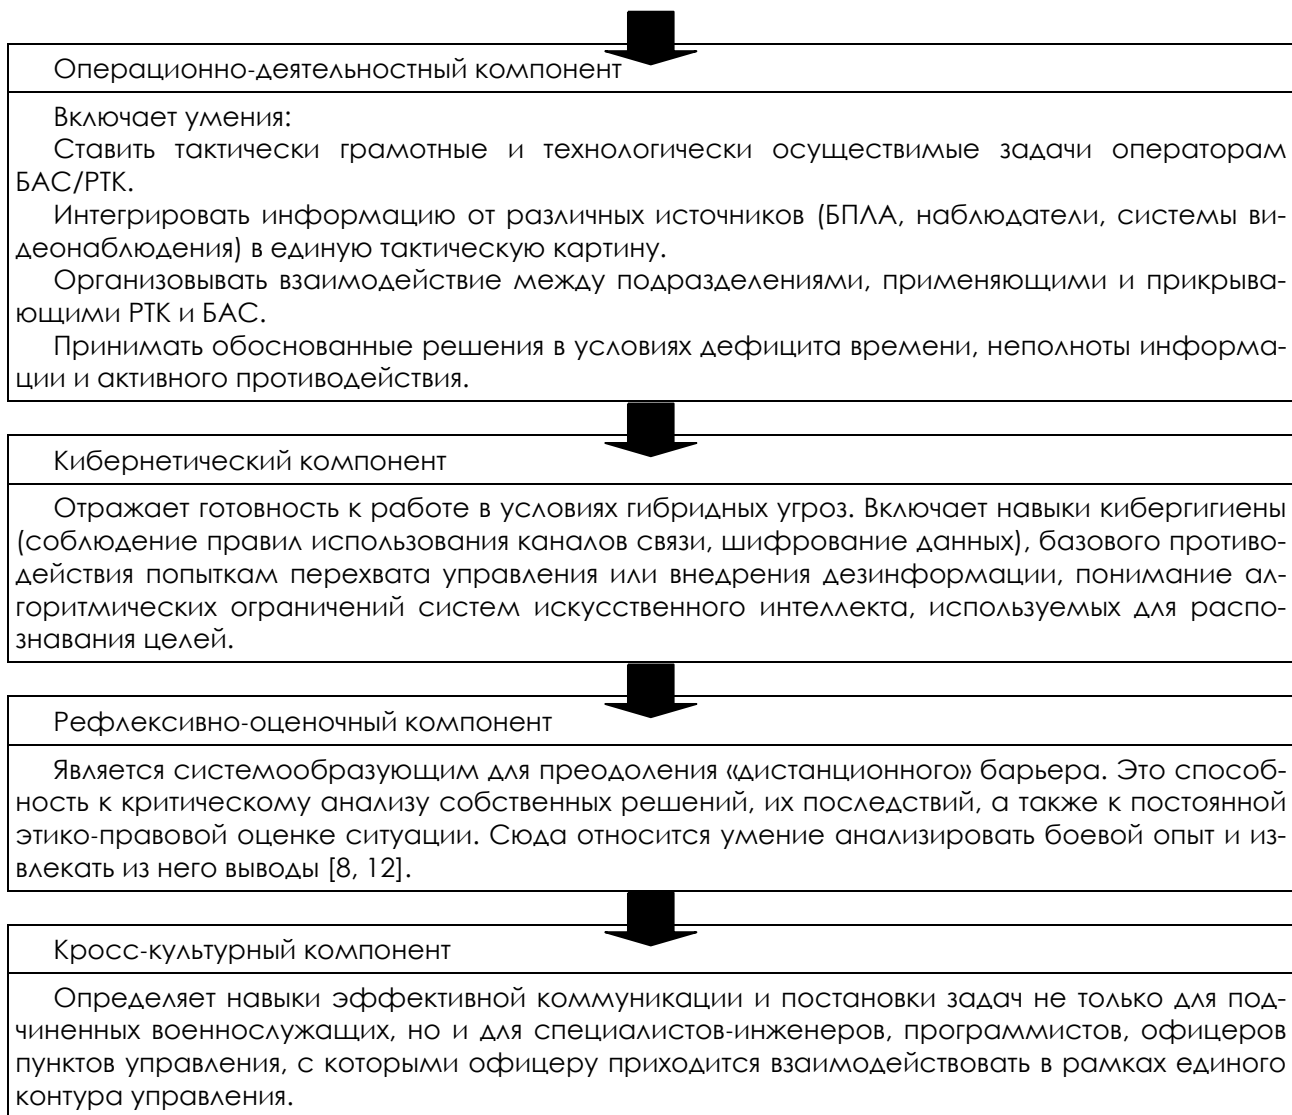 Операционно-деятельностный компонент
Включает умения:
Ставить тактически грамотные и технологически осуществимые задачи операторам
БАС/РТК.
Интегрировать информацию от различных источников (БПЛА, наблюдатели, системы ви-
деонаблюдения) в единую тактическую картину.
Организовывать взаимодействие между подразделениями, применяющими и прикрыва-
ющими РТК и БАС.
Принимать обоснованные решения в условиях дефицита времени, неполноты информа-
ции и активного противодействия.
Кибернетический компонент
Отражает готовность к работе в условиях гибридных угроз. Включает навыки кибергигиены
(соблюдение правил использования каналов связи, шифрование данных), базового противо-
действия попыткам перехвата управления или внедрения дезинформации, понимание ал-
горитмических ограничений систем искусственного интеллекта, используемых для распо-
знавания целей.
Рефлексивно-оценочный компонент
Является системообразующим для преодоления «дистанционного» барьера. Это способ-
ность к критическому анализу собственных решений, их последствий, а также к постоянной
этико-правовой оценке ситуации. Сюда относится умение анализировать боевой опыт и из-
влекать из него выводы [8, 12].
Кросс-культурный компонент
Определяет навыки эффективной коммуникации и постановки задач не только для под-
чиненных военнослужащих, но и для специалистов-инженеров, программистов, офицеров
пунктов управления, с которыми офицеру приходится взаимодействовать в рамках единого
контура управления.